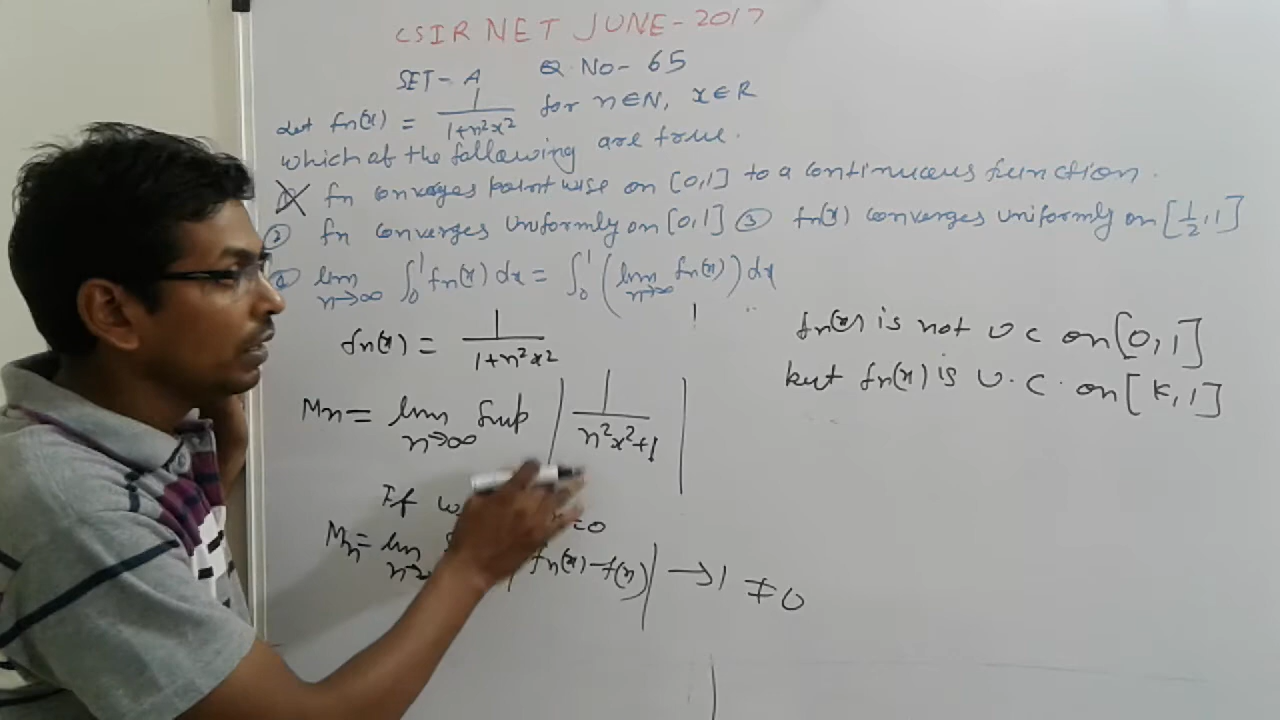 CSIR NET JUNE-2017
SET-A Q. No- 65
Let fn(x) = 1/(1+n²x²) for n∈N, x∈R
which of the following are true.
① fn converges pointwise on [0,1] to a continuous function.
② fn converges uniformly on [0,1] ③ fn(x) converges uniformly on [1/2,1]
lim n→∞ ∫₀¹ fn(x) dx = ∫₀¹ (lim n→∞ fn(x)) dx
fn(x) = 1/(1+n²x²)
Mn = lim n→∞ Sup |1/(n²x²+1)|
If =0
Mn = lim fn(x)-f(x)| → 1 ≠ 0
fn(x) is not U C on [0,1]
but fn(x) is U.C. on [K,1]